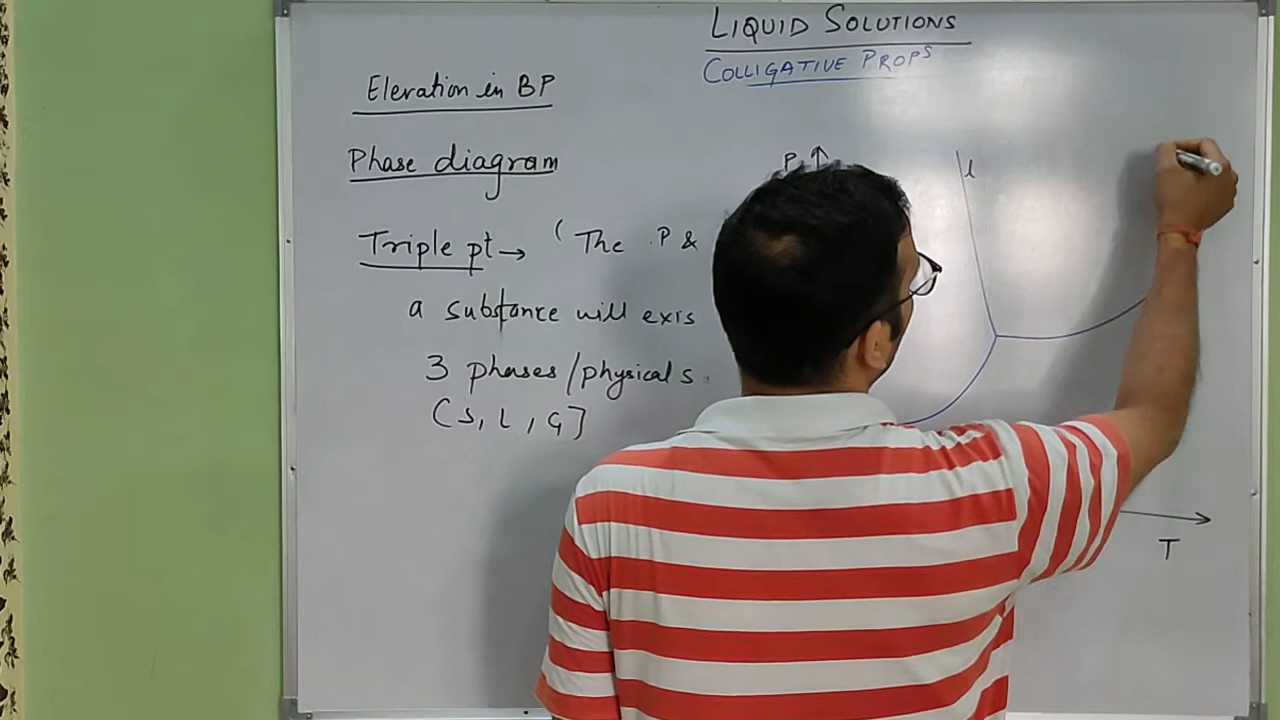 LIQUID SOLUTIONS
COLLIGATIVE PROPS
Elevation in BP
Phase diagram
Triple pt → (The P &
a substance will exis
3 phases/physical s
(S, L, G]
P
l
T